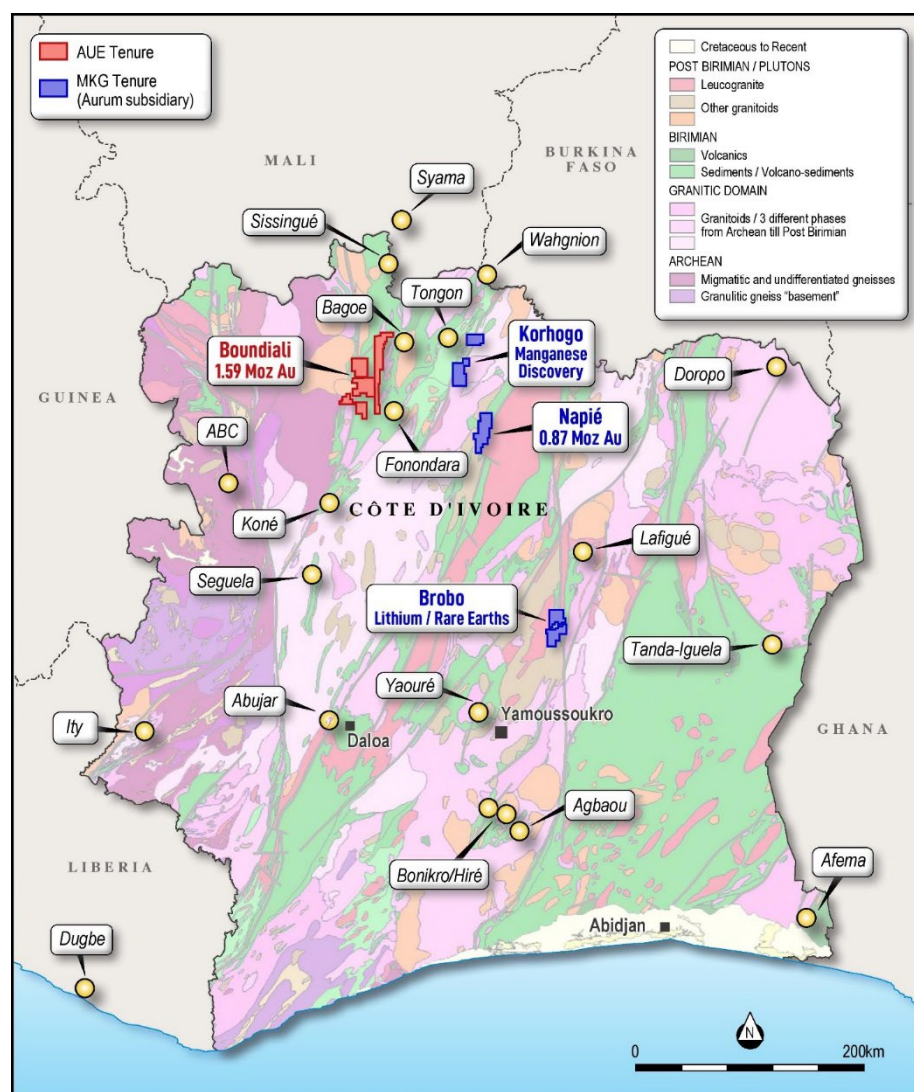 AUE Tenure
MKG Tenure
(Aurum subsidiary)
Cretaceous to Recent
POST BIRIMIAN / PLUTONS
Leucogranite
Other granitoids
BIRIMIAN
Volcanics
Sediments / Volcano-sediments
GRANITIC DOMAIN
Granitoids / 3 different phases
from Archean till Post Birimian
ARCHEAN
Migmatitic and undifferentiated gneisses
Granulitic gneiss "basement"
MALI
BURKINA
FASO
Syama
Sissingué
Wahgnion
Bagoe
Tongon
Boundiali
1.59 Moz Au
Korhogo
Manganese
Discovery
Doropo
GUINEA
Napié
0.87 Moz Au
ABC
Fonondara
Koné
CÔTE D'IVOIRE
Lafigué
Seguela
Brobo
Lithium / Rare Earths
Tanda-Iguela
Yaouré
Abujar
Ity
Yamoussoukro
Daloa
GHANA
Agbaou
Bonikro/Hiré
LIBERIA
Afema
Abidjan
Dugbe
N
0 200km